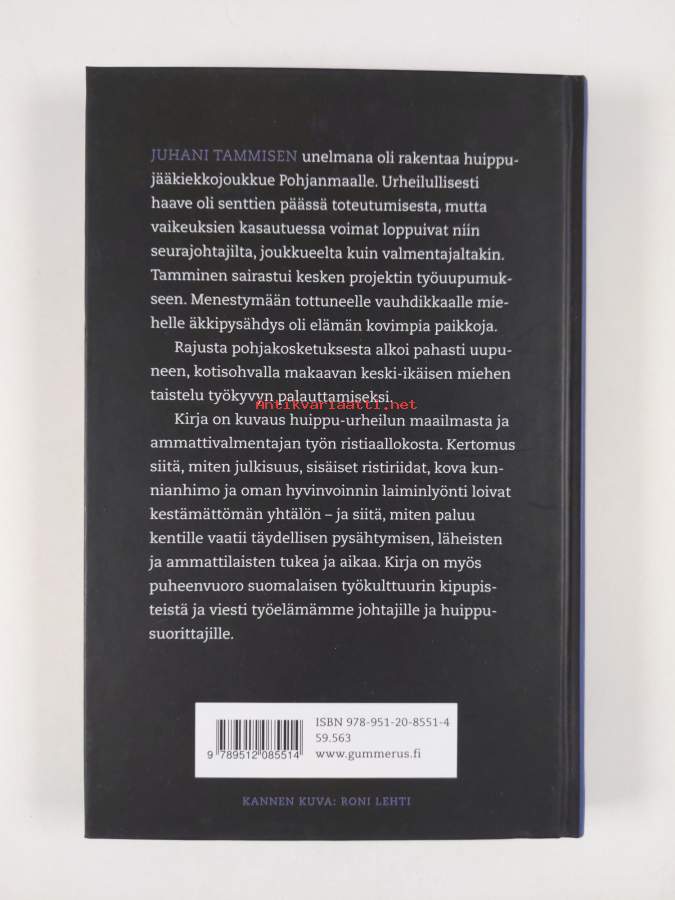 JUHANI TAMMISEN unelmana oli rakentaa huippu-
jääkiekkojoukkue Pohjanmaalle. Urheilullisesti
haave oli senttien päässä toteutumisesta, mutta
vaikeuksien kasautuessa voimat loppuivat niin
seurajohtajilta, joukkueelta kuin valmentajaltakin.
Tamminen sairastui kesken projektin työuupumuk-
seen. Menestymään tottuneelle vauhdikkaalle mie-
helle äkkipysähdys oli elämän kovimpia paikkoja.
Rajusta pohjakosketuksesta alkoi pahasti uupu-
neen, kotisohvalla makaavan keski-ikäisen miehen
taistelu työkyvyn palauttamiseksi.
Antikvariaatti.net
Kirja on kuvaus huippu-urheilun maailmasta ja
ammattivalmentajan työn ristiaallokosta. Kertomus
siitä, miten julkisuus, sisäiset ristiriidat, kova kun-
nianhimo ja oman hyvinvoinnin laiminlyönti loivat
kestämättömän yhtälön – ja siitä, miten paluu
kentille vaatii täydellisen pysähtymisen, läheisten
ja ammattilaisten tukea ja aikaa. Kirja on myös
puheenvuoro suomalaisen työkulttuurin kipupis-
teistä ja viesti työelämämme johtajille ja huippu-
suorittajille.
ISBN 978-951-20-8551-4
59.563
www.gummerus.fi
9 789512 085514
KANNEN KUVA: RONI LEHTI